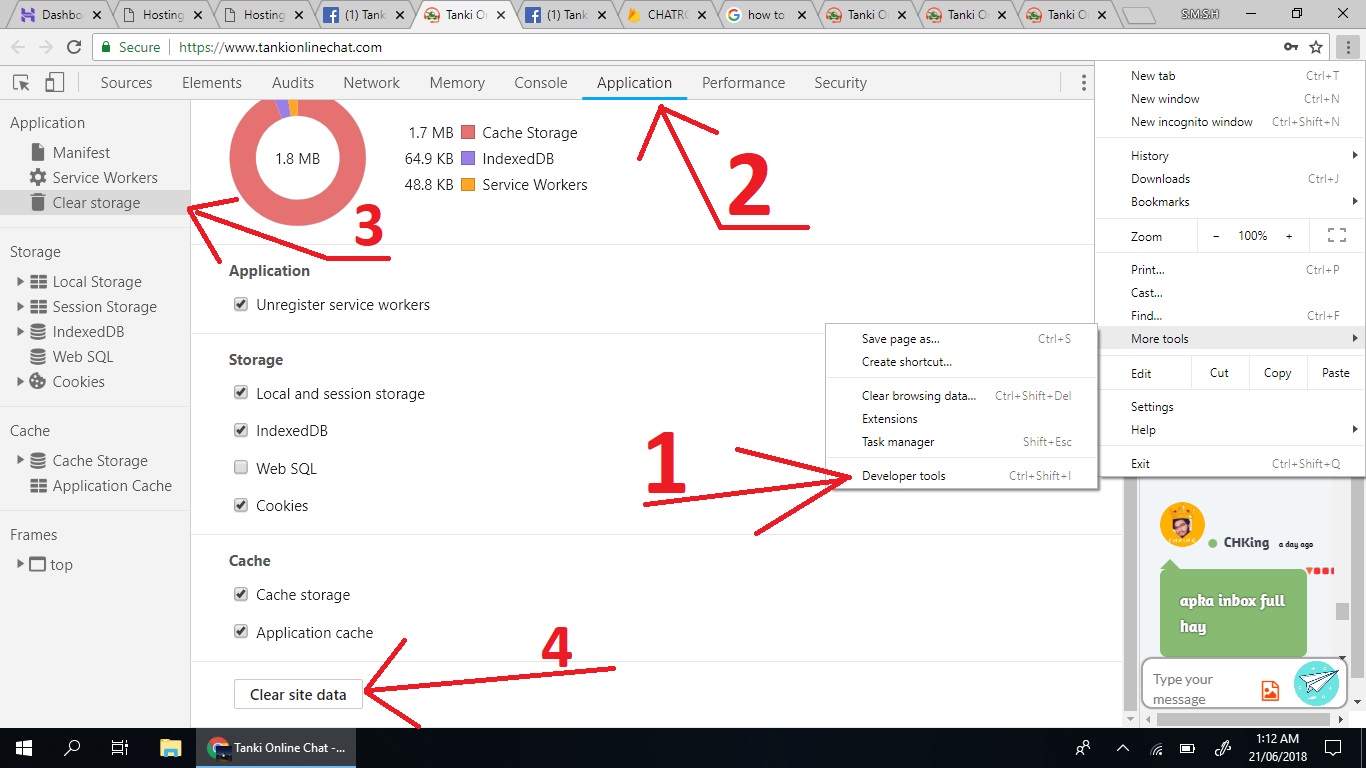 Dashbo
Hosting
Hosting
(1) Tank
Tanki On
(1) Tank
CHATRO
how to
Tanki O
Tanki O
Tanki O
S.M.S.H
Secure
https://www.tankionlinechat.com
Sources Elements Audits Network Memory Console Application Performance Security
Application
Manifest
Service Workers
Clear storage
Storage
Local Storage
Session Storage
IndexedDB
Web SQL
Cookies
Cache
Cache Storage
Application Cache
Frames
top
1.8 MB
1.7 MB Cache Storage
64.9 KB IndexedDB
48.8 KB Service Workers
2
3
Application
Unregister service workers
Storage
Local and session storage
IndexedDB
Web SQL
Cookies
1
Cache
Cache storage
Application cache
4
Clear site data
New tab Ctrl+T
New window Ctrl+N
New incognito window Ctrl+Shift+N
History
Downloads Ctrl+J
Bookmarks
Zoom - 100% +
Print... Ctrl+P
Cast...
Find... Ctrl+F
More tools
Edit Cut Copy Paste
Settings
Help
Exit Ctrl+Shift+Q
Save page as... Ctrl+S
Create shortcut...
Clear browsing data... Ctrl+Shift+Del
Extensions
Task manager Shift+Esc
Developer tools Ctrl+Shift+I
CHKing a day ago
apka inbox full
hay
Type your
message
Tanki Online Chat -...
1:12 AM
21/06/2018